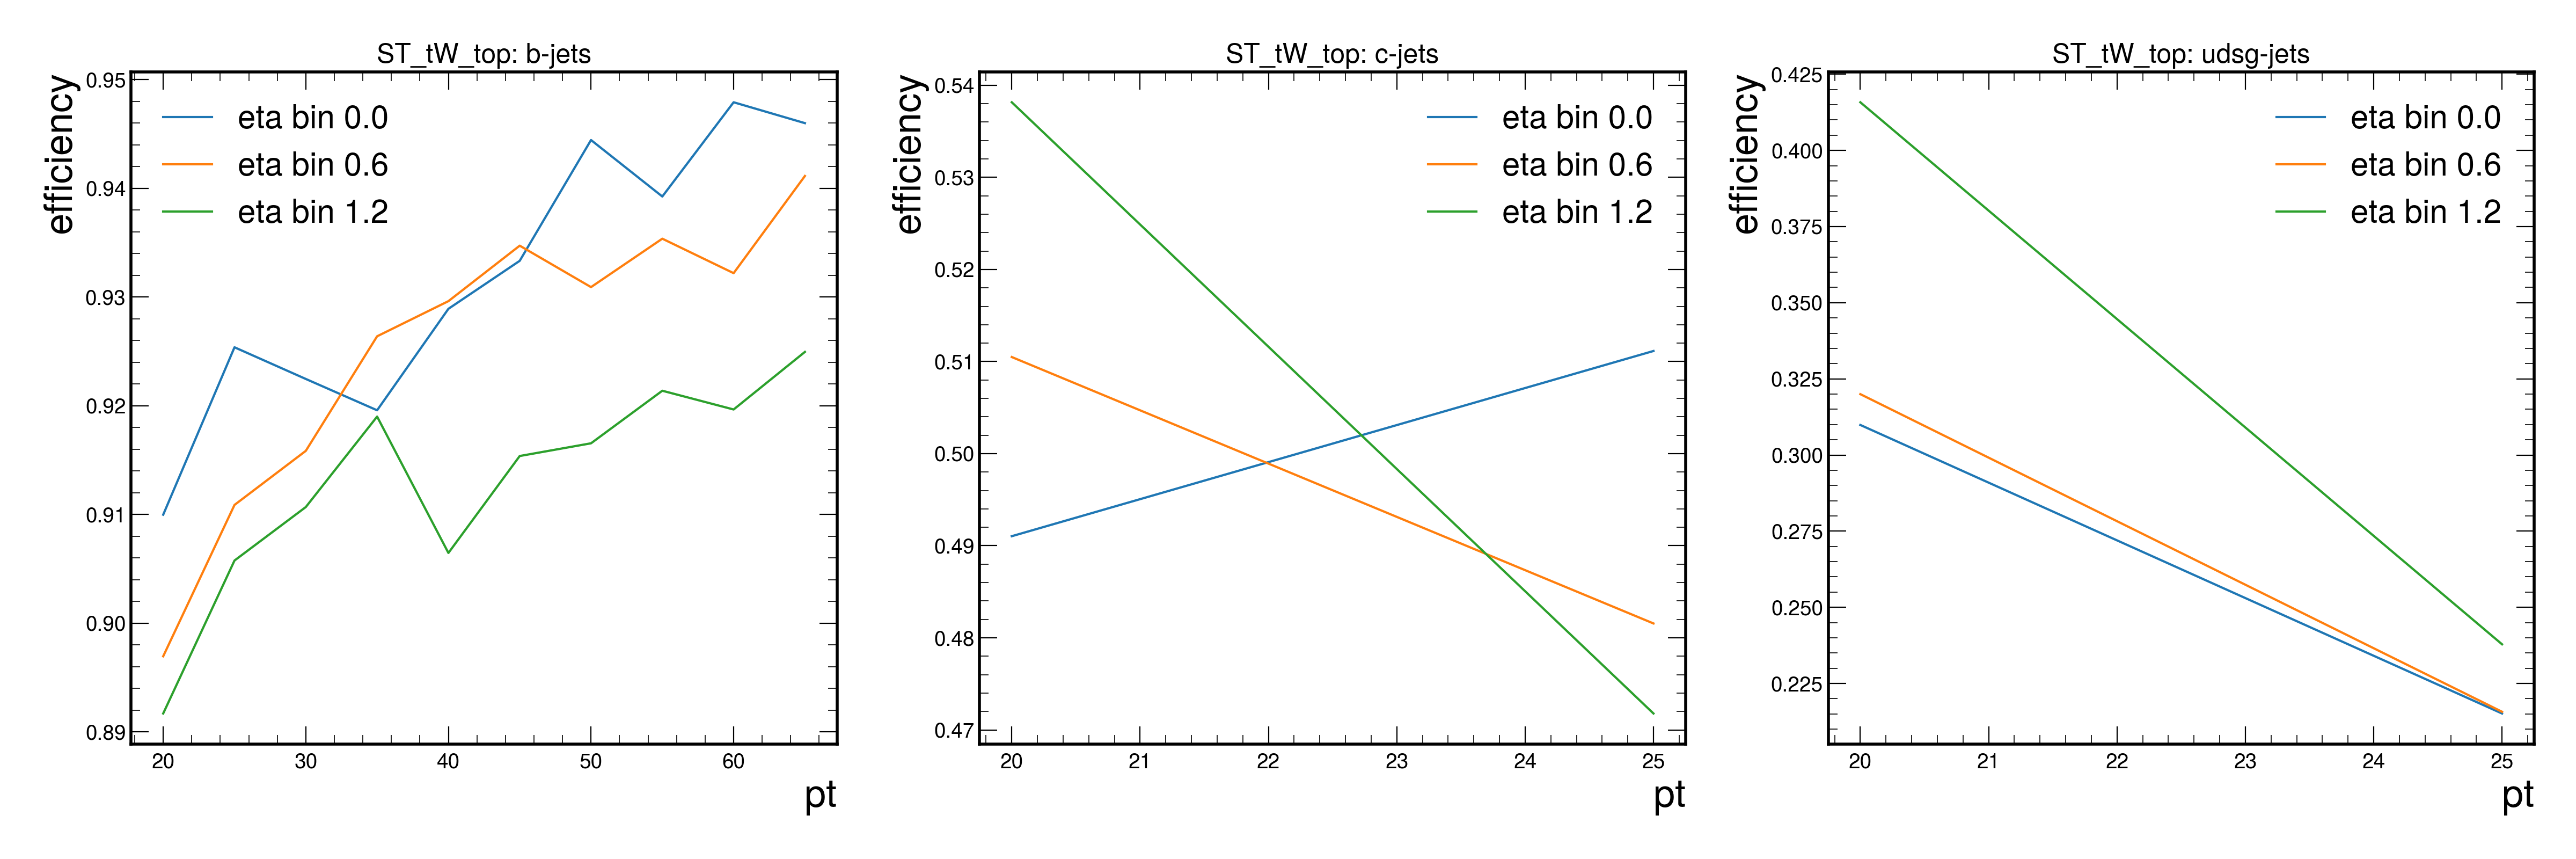 ST_tW_top: b-jets
efficiency
0.95
0.94
0.93
0.92
0.91
0.90
0.89
eta bin 0.0
eta bin 0.6
eta bin 1.2
20 30 40 50 60
pt
ST_tW_top: c-jets
efficiency
0.54
0.53
0.52
0.51
0.50
0.49
0.48
0.47
eta bin 0.0
eta bin 0.6
eta bin 1.2
20 21 22 23 24 25
pt
ST_tW_top: udsg-jets
efficiency
0.425
0.400
0.375
0.350
0.325
0.300
0.275
0.250
0.225
eta bin 0.0
eta bin 0.6
eta bin 1.2
20 21 22 23 24 25
pt